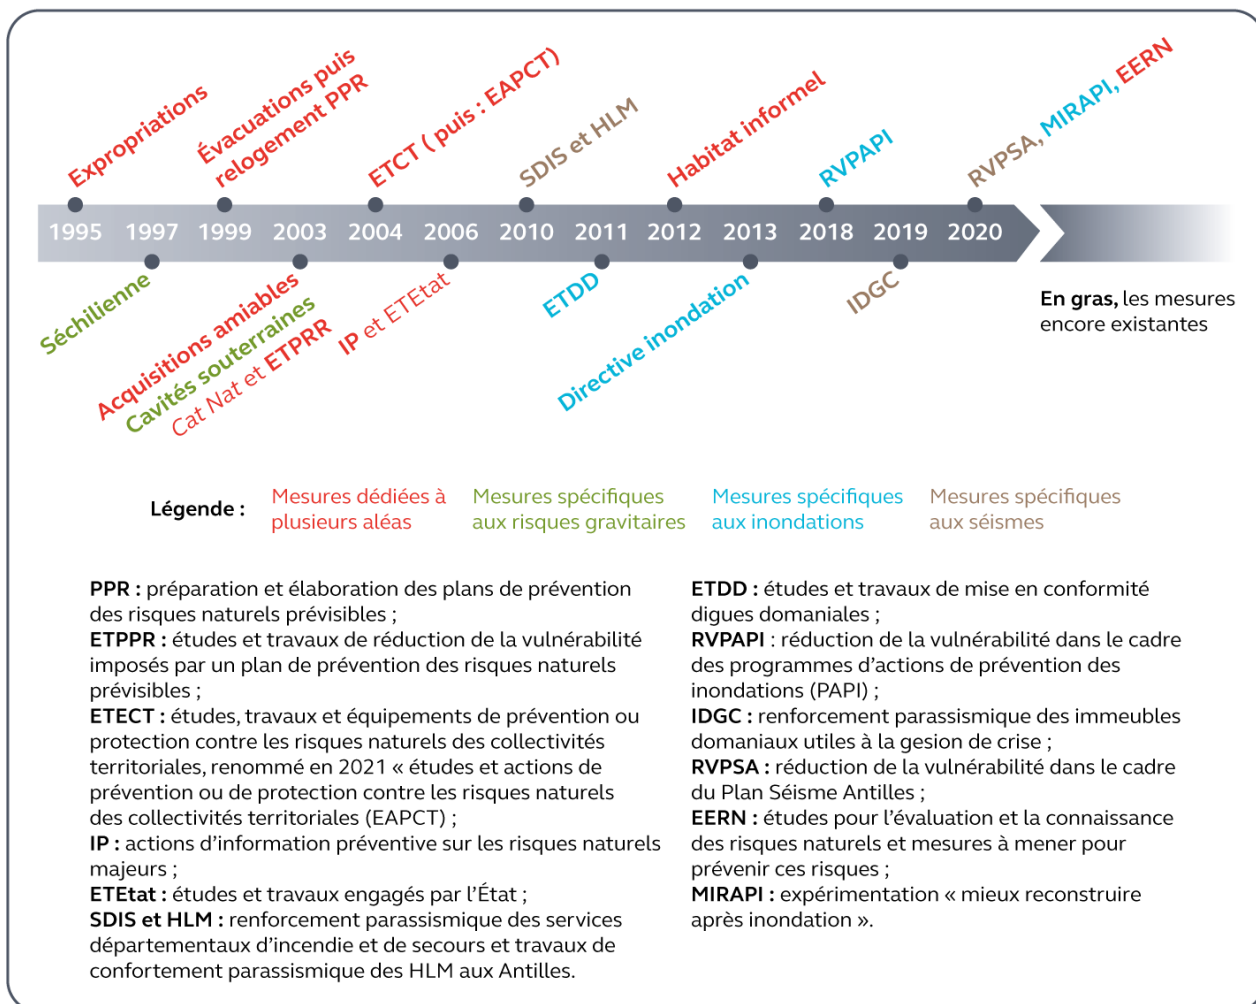 Expropriations
Évacuations puis
relogement PPR
ETCT ( puis : EAPCT)
SDIS et HLM
Habitat informel
RVPAPI
RVPSA, MIRAPI, EERN
1995 1997 1999 2003 2004 2006 2010 2011 2012 2013 2018 2019 2020
Séchilienne
Acquisitions amiables
Cavités souterraines
Cat Nat et ETPRR
IP et ETEtat
ETDD
Directive inondation
IDGC
En gras, les mesures
encore existantes
Légende :
Mesures dédiées à
plusieurs aléas
Mesures spécifiques
aux risques gravitaires
Mesures spécifiques
aux inondations
Mesures spécifiques
aux séismes
PPR : préparation et élaboration des plans de prévention
des risques naturels prévisibles ;
ETPPR : études et travaux de réduction de la vulnérabilité
imposés par un plan de prévention des risques naturels
prévisibles ;
ETECT : études, travaux et équipements de prévention ou
protection contre les risques naturels des collectivités
territoriales, renommé en 2021 « études et actions de
prévention ou de protection contre les risques naturels
des collectivités territoriales (EAPCT) ;
IP : actions d'information préventive sur les risques naturels
majeurs ;
ETEtat : études et travaux engagés par l'État ;
SDIS et HLM : renforcement parassismique des services
départementaux d'incendie et de secours et travaux de
confortement parassismique des HLM aux Antilles.
ETDD : études et travaux de mise en conformité
digues domaniales ;
RVPAPI : réduction de la vulnérabilité dans le cadre
des programmes d'actions de prévention des
inondations (PAPI) ;
IDGC : renforcement parassismique des immeubles
domaniaux utiles à la gesion de crise ;
RVPSA : réduction de la vulnérabilité dans le cadre
du Plan Séisme Antilles ;
EERN : études pour l'évaluation et la connaissance
des risques naturels et mesures à mener pour
prévenir ces risques ;
MIRAPI : expérimentation « mieux reconstruire
après inondation ».